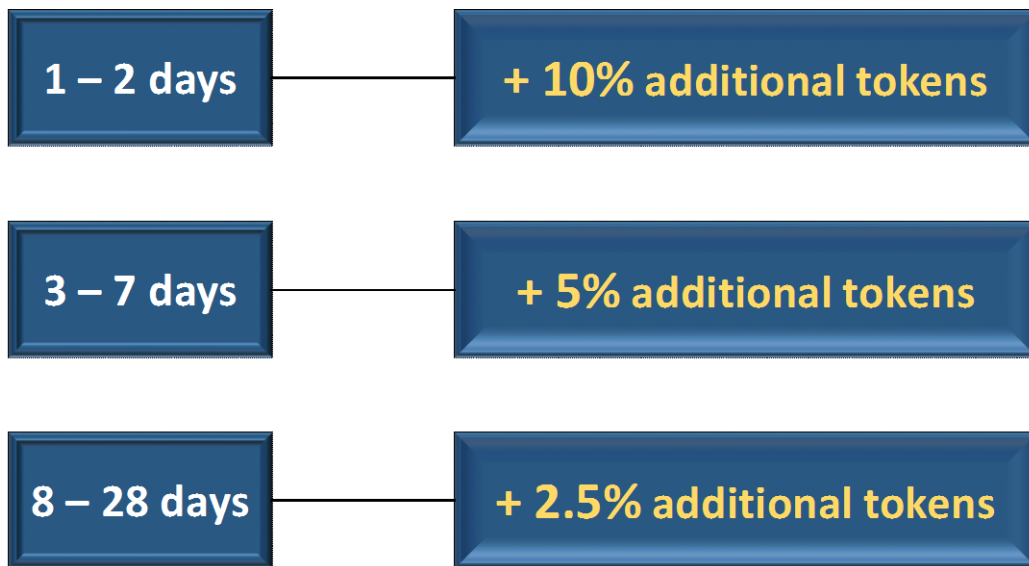 1 – 2 days
+ 10% additional tokens
3 – 7 days
+ 5% additional tokens
8 – 28 days
+ 2.5% additional tokens